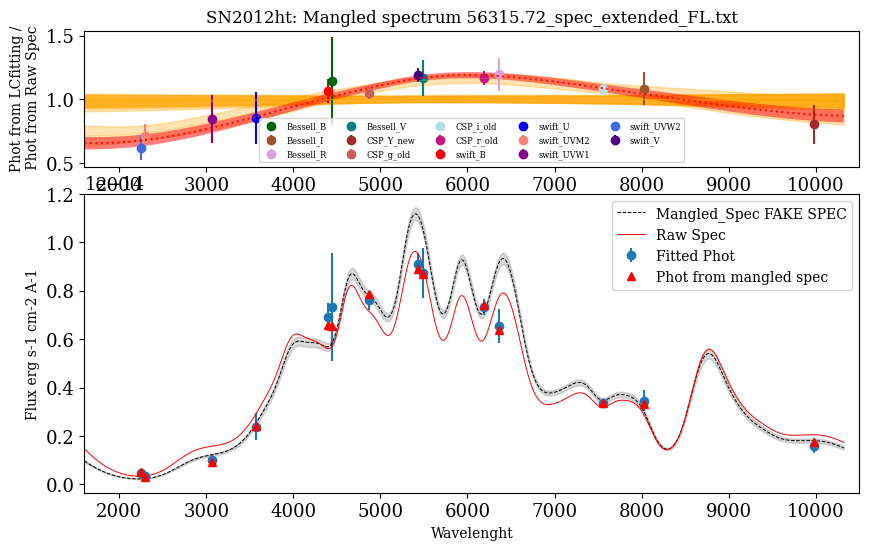 SN2012ht: Mangled spectrum 56315.72_spec_extended_FL.txt
Phot from LCfitting /
Phot from Raw Spec
1.5
1.0
0.5
Bessell_B
Bessell_I
Bessell_R
Bessell_V
CSP_Y_new
CSP_g_old
CSP_i_old
CSP_r_old
swift_B
swift_U
swift_UVM2
swift_UVW1
swift_UVW2
swift_V
2000 3000 4000 5000 6000 7000 8000 9000 10000
1e−14
Flux erg s-1 cm-2 A-1
1.2
1.0
0.8
0.6
0.4
0.2
0.0
Mangled_Spec FAKE SPEC
Raw Spec
Fitted Phot
Phot from mangled spec
2000 3000 4000 5000 6000 7000 8000 9000 10000
Wavelenght